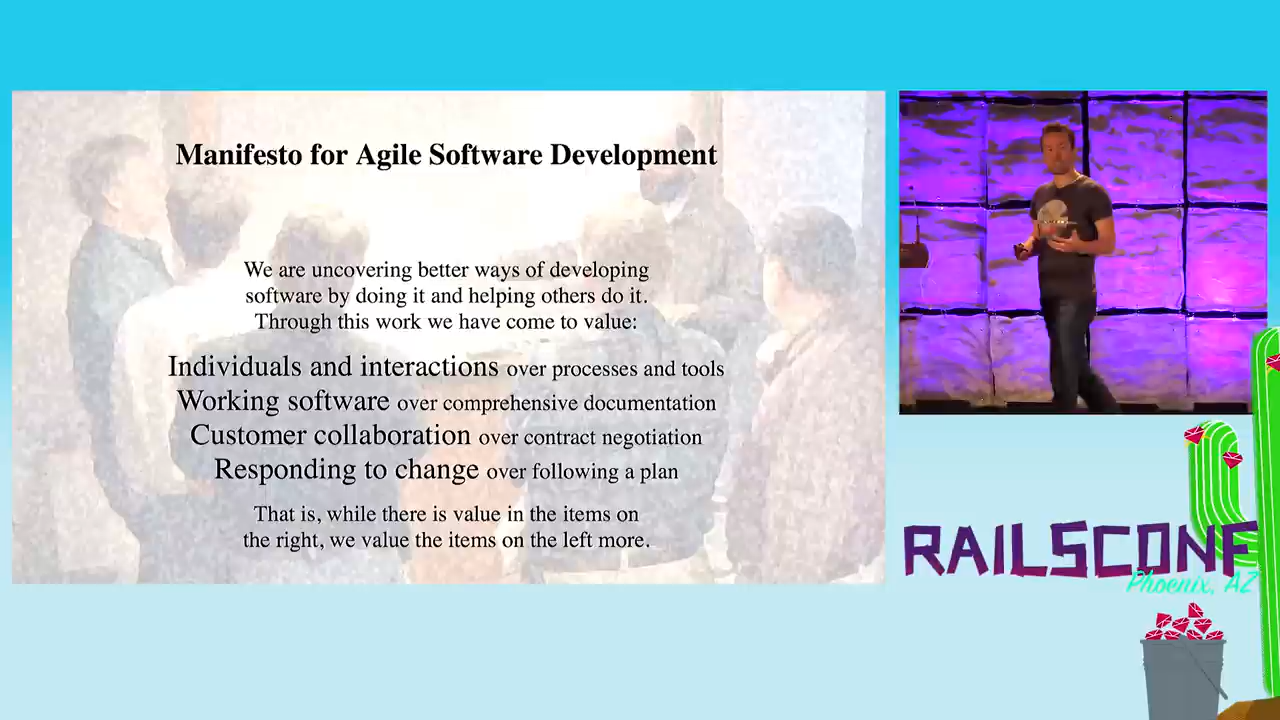 Manifesto for Agile Software Development
We are uncovering better ways of developing
software by doing it and helping others do it.
Through this work we have come to value:
Individuals and interactions over processes and tools
Working software over comprehensive documentation
Customer collaboration over contract negotiation
Responding to change over following a plan
That is, while there is value in the items on
the right, we value the items on the left more.
RAILSCONF
Phoenix, AZ